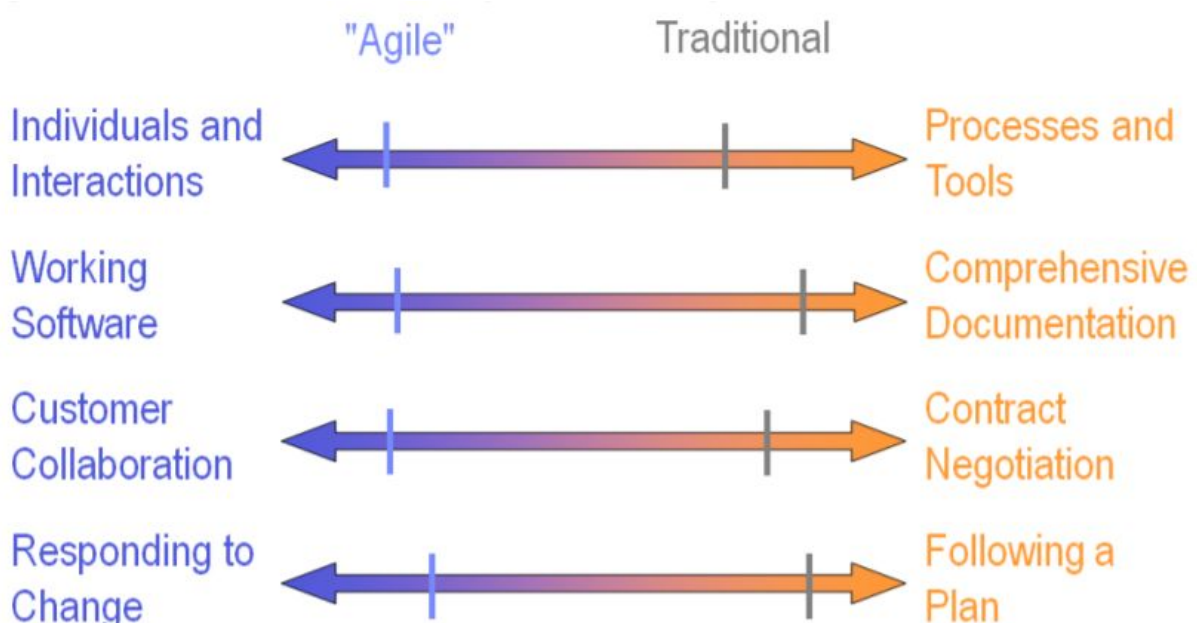 "Agile" Traditional
Individuals and
Interactions
Processes and
Tools
Working
Software
Comprehensive
Documentation
Customer
Collaboration
Contract
Negotiation
Responding to
Change
Following a
Plan